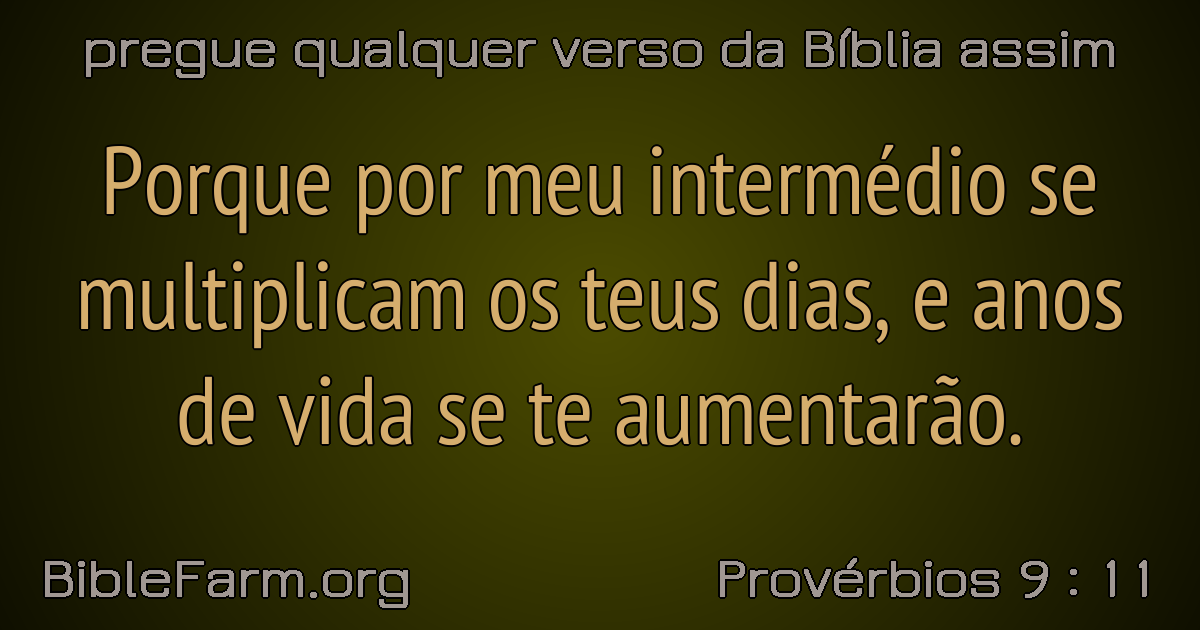 pregue qualquer verso da Bíblia assim
Porque por meu intermédio se
multiplicam os teus dias, e anos
de vida se te aumentarão.
BibleFarm.org
Provérbios 9 : 11